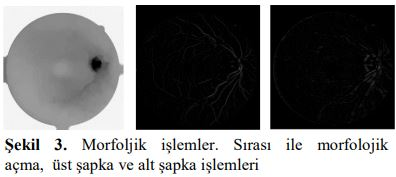 Şekil 3. Morfoljik işlemler. Sırası ile morfolojik
açma, üst şapka ve alt şapka işlemleri